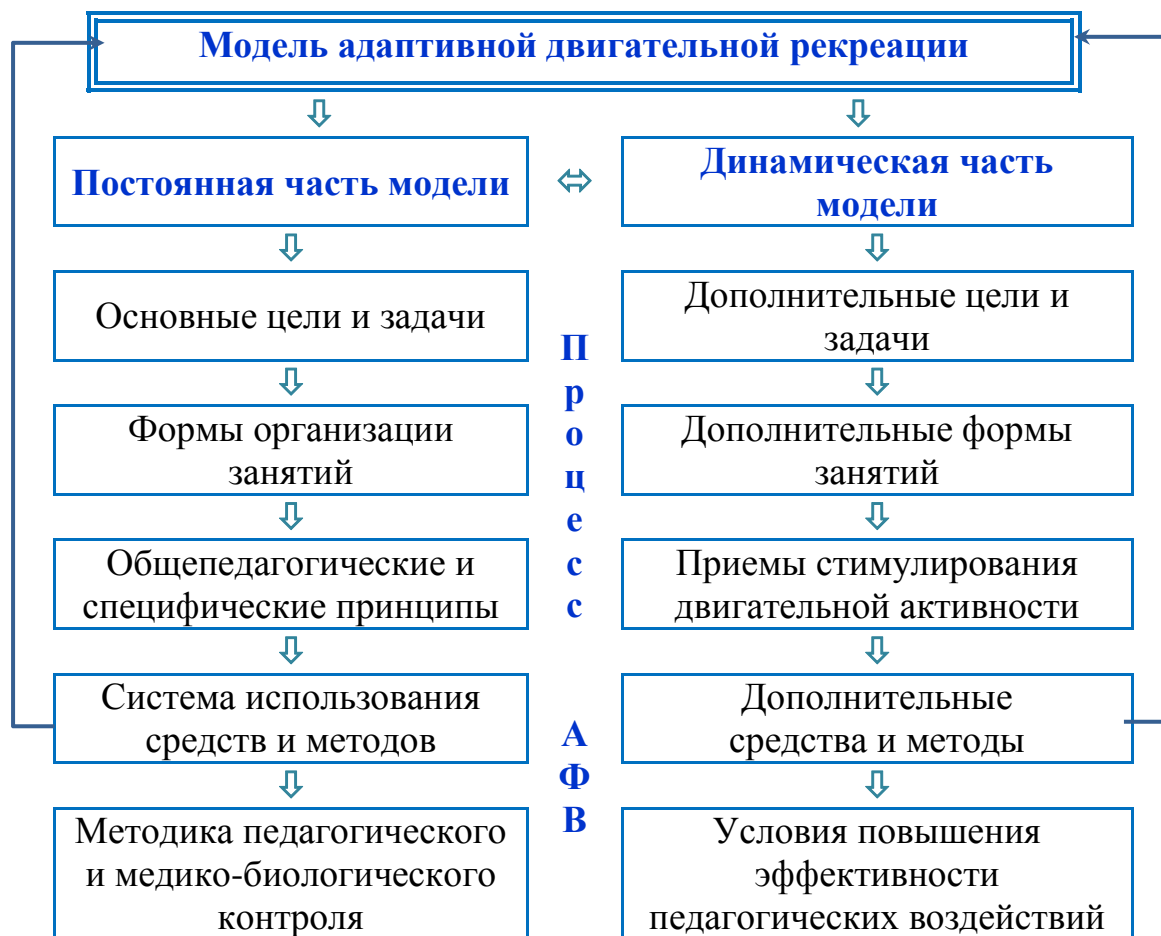 Модель адаптивной двигательной рекреации
Постоянная часть модели
Динамическая часть
модели
Основные цели и задачи
Дополнительные цели и
задачи
Формы организации
занятий
Дополнительные формы
занятий
Общепедагогические и
специфические принципы
Приемы стимулирования
двигательной активности
Система использования
средств и методов
Дополнительные
средства и методы
Методика педагогического
и медико-биологического
контроля
Условия повышения
эффективности
педагогических воздействий
Процесс
АФВ